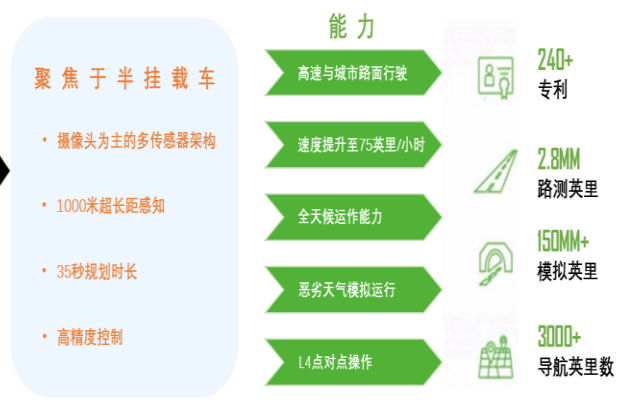 聚焦于半挂载车
• 摄像头为主的多传感器架构
• 1000米超长距感知
• 35秒规划时长
• 高精度控制
能力
高速与城市路面行驶
速度提升至75英里/小时
全天候运作能力
恶劣天气模拟运行
L4点对点操作
240+
专利
2.8MM
路测英里
150MM+
模拟英里
3000+
导航英里数